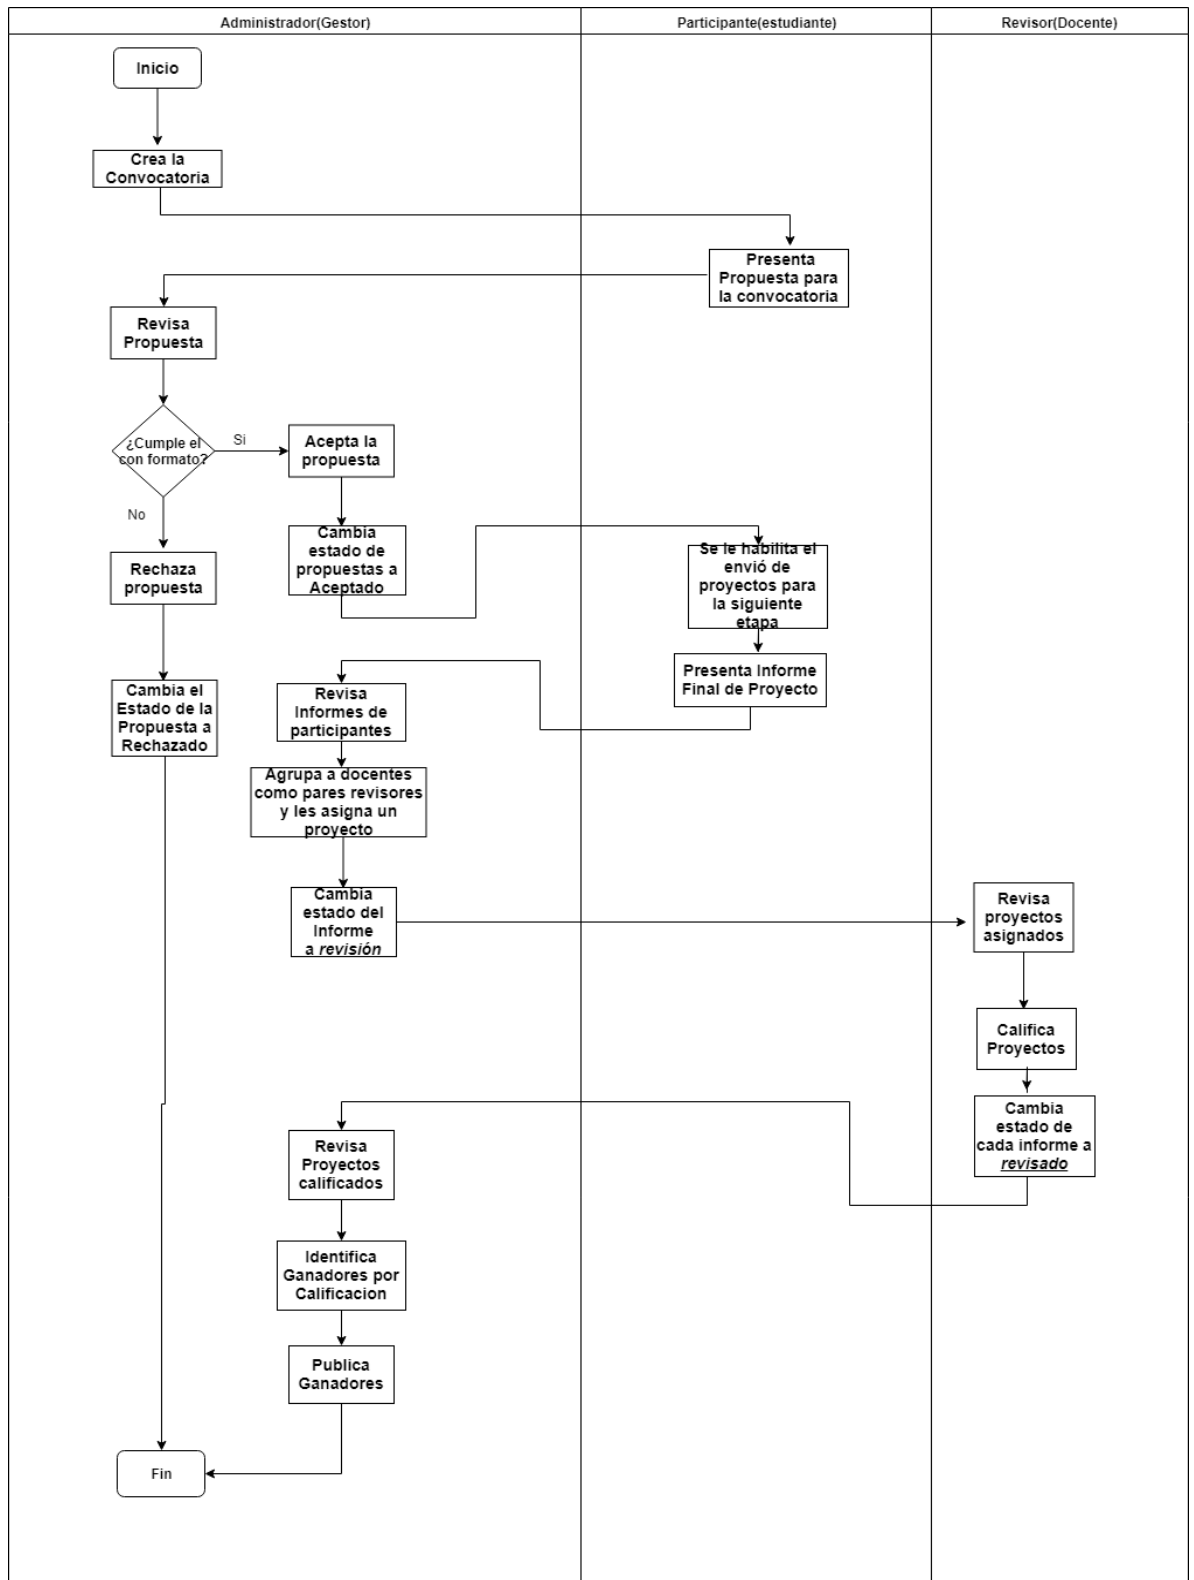 Administrador(Gestor)
Participante(estudiante)
Revisor(Docente)
Inicio
Crea la
Convocatoria
Presenta
Propuesta para
la convocatoria
Revisa
Propuesta
¿Cumple el
con formato?
Si
Acepta la
propuesta
No
Cambia
estado de
propuestas a
Aceptado
Se le habilita el
envió de
proyectos para
la siguiente
etapa
Rechaza
propuesta
Presenta Informe
Final de Proyecto
Cambia el
Estado de la
Propuesta a
Rechazado
Revisa
Informes de
participantes
Agrupa a docentes
como pares revisores
y les asigna un
proyecto
Cambia
estado del
Informe
a revisión
Revisa
proyectos
asignados
Califica
Proyectos
Cambia
estado de
cada informe a
revisado
Revisa
Proyectos
calificados
Identifica
Ganadores por
Calificacion
Publica
Ganadores
Fin